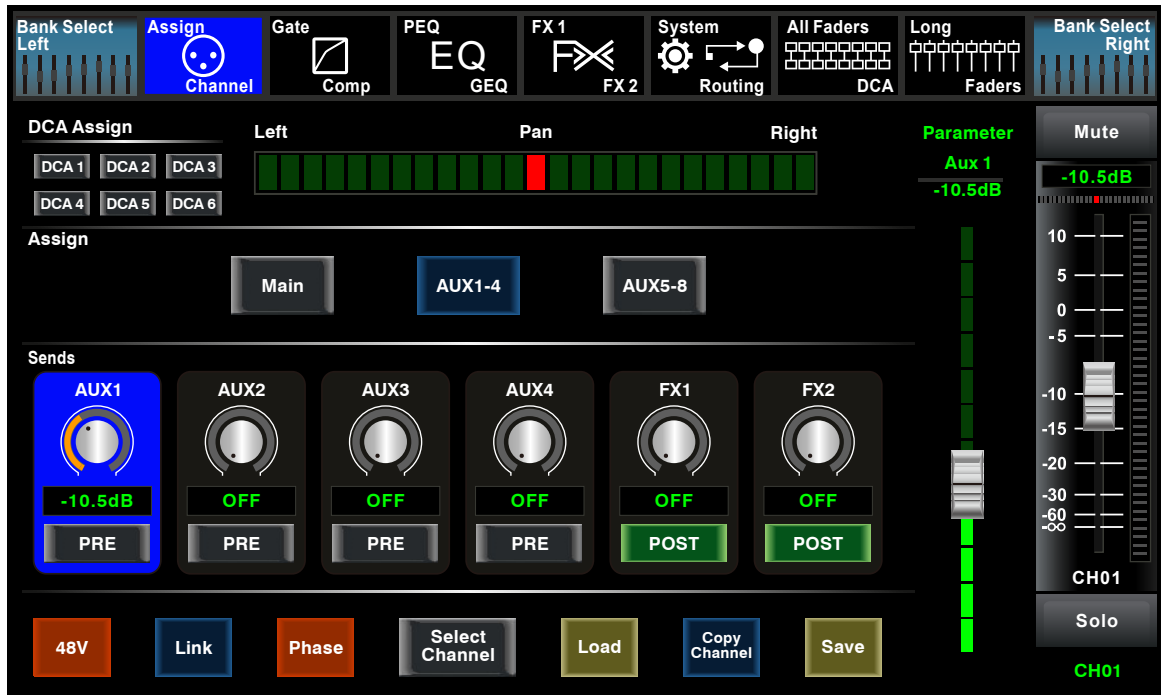 Bank Select
Left
Assign
Channel
Gate
Comp
PEQ
EQ
GEQ
FX 1
FX
FX 2
System
Routing
All Faders
DCA
Long
Faders
Bank Select
Right
DCA Assign
DCA 1 DCA 2 DCA 3
DCA 4 DCA 5 DCA 6
Left Pan Right
Parameter
Aux 1
-10.5dB
Mute
-10.5dB
Assign
Main AUX1-4 AUX5-8
Sends
AUX1 AUX2 AUX3 AUX4 FX1 FX2
-10.5dB OFF OFF OFF OFF OFF
PRE PRE PRE PRE POST POST
10
5
0
-5
-10
-15
-20
-30
-60
-∞
CH01
Solo
CH01
48V
Link
Phase
Select
Channel
Load
Copy
Channel
Save